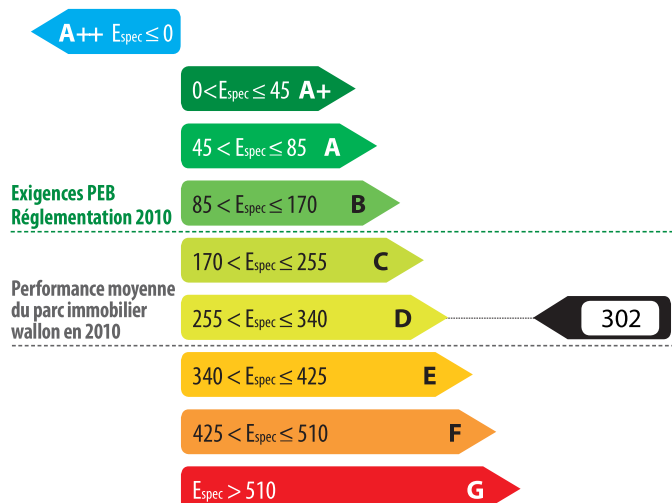 A++ Espec ≤ 0
0 < Espec ≤ 45 A+
45 < Espec ≤ 85 A
Exigences PEB
Réglementation 2010
85 < Espec ≤ 170 B
170 < Espec ≤ 255 C
Performance moyenne
du parc immobilier
wallon en 2010
255 < Espec ≤ 340 D
302
340 < Espec ≤ 425 E
425 < Espec ≤ 510 F
Espec > 510 G